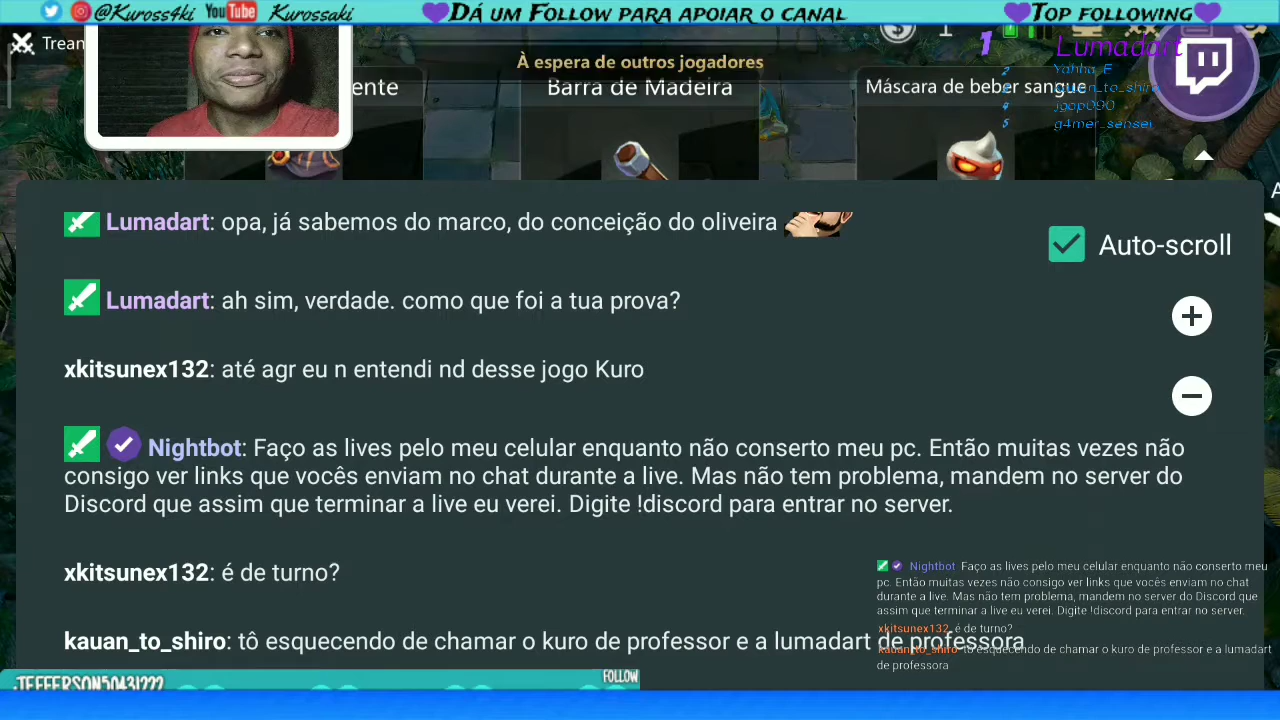 @Kuross4ki YouTube Kurossaki Dá um Follow para apoiar o canal Top following
Trean
À espera de outros jogadores
1 Lumadart
ente Barra de Madeira Máscara de beber sangue
2 Yahha_E
kauan_to_shiro
4 jgop090
5 g4mer_sensei
Lumadart: opa, já sabemos do marco, do conceição do oliveira
Auto-scroll
Lumadart: ah sim, verdade. como que foi a tua prova?
xkitsunex132: até agr eu n entendi nd desse jogo Kuro
Nightbot: Faço as lives pelo meu celular enquanto não conserto meu pc. Então muitas vezes não
consigo ver links que vocês enviam no chat durante a live. Mas não tem problema, mandem no server do
Discord que assim que terminar a live eu verei. Digite !discord para entrar no server.
xkitsunex132: é de turno?
kauan_to_shiro: tô esquecendo de chamar o kuro de professor e a lumadart de professora
Nightbot Faço as lives pelo meu celular enquanto não conserto meu
pc. Então muitas vezes não consigo ver links que vocês enviam no chat
durante a live. Mas não tem problema, mandem no server do Discord que
assim que terminar a live eu verei. Digite !discord para entrar no server.
xkitsunex132 é de turno?
kauan_to_shiro tô esquecendo de chamar o kuro de professor e a lumadart
de professora
FOLLOW